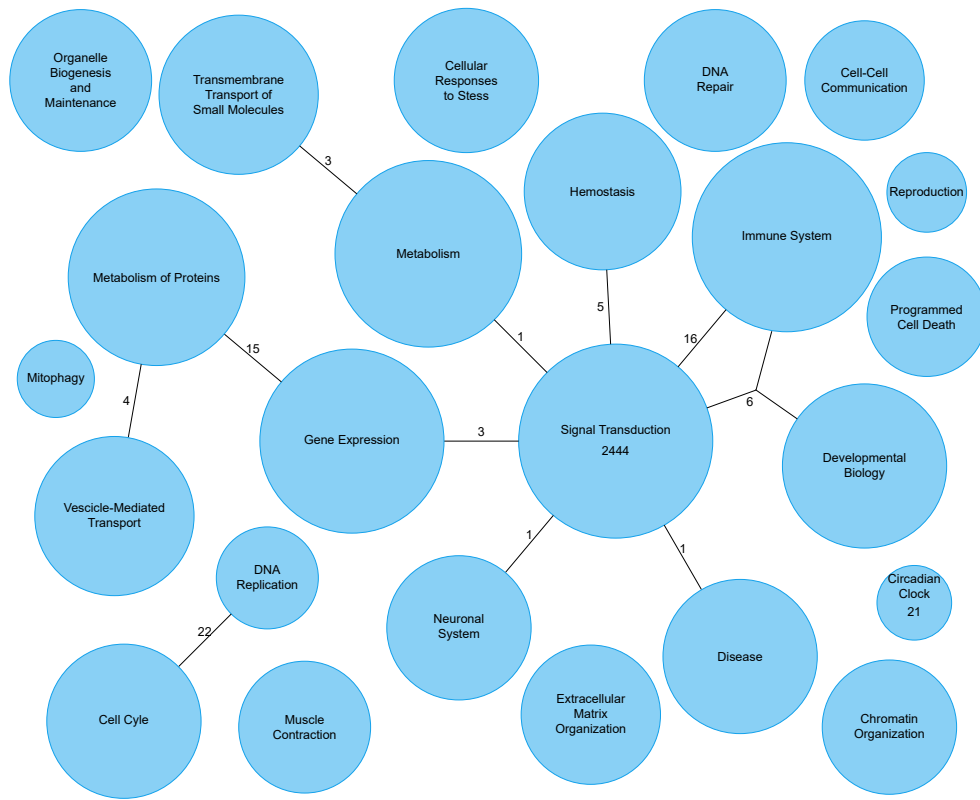 Organelle
Biogenesis
and
Maintenance
Transmembrane
Transport of
Small Molecules
Cellular
Responses
to Stess
DNA
Repair
Cell-Cell
Communication
3
Hemostasis
Reproduction
Metabolism
Immune System
Metabolism of Proteins
Programmed
Cell Death
5
1
16
15
Mitophagy
4
6
Gene Expression
3
Signal Transduction
2444
Developmental
Biology
Vescicle-Mediated
Transport
1
1
DNA
Replication
22
Neuronal
System
Circadian
Clock
21
Disease
Cell Cyle
Muscle
Contraction
Extracellular
Matrix
Organization
Chromatin
Organization